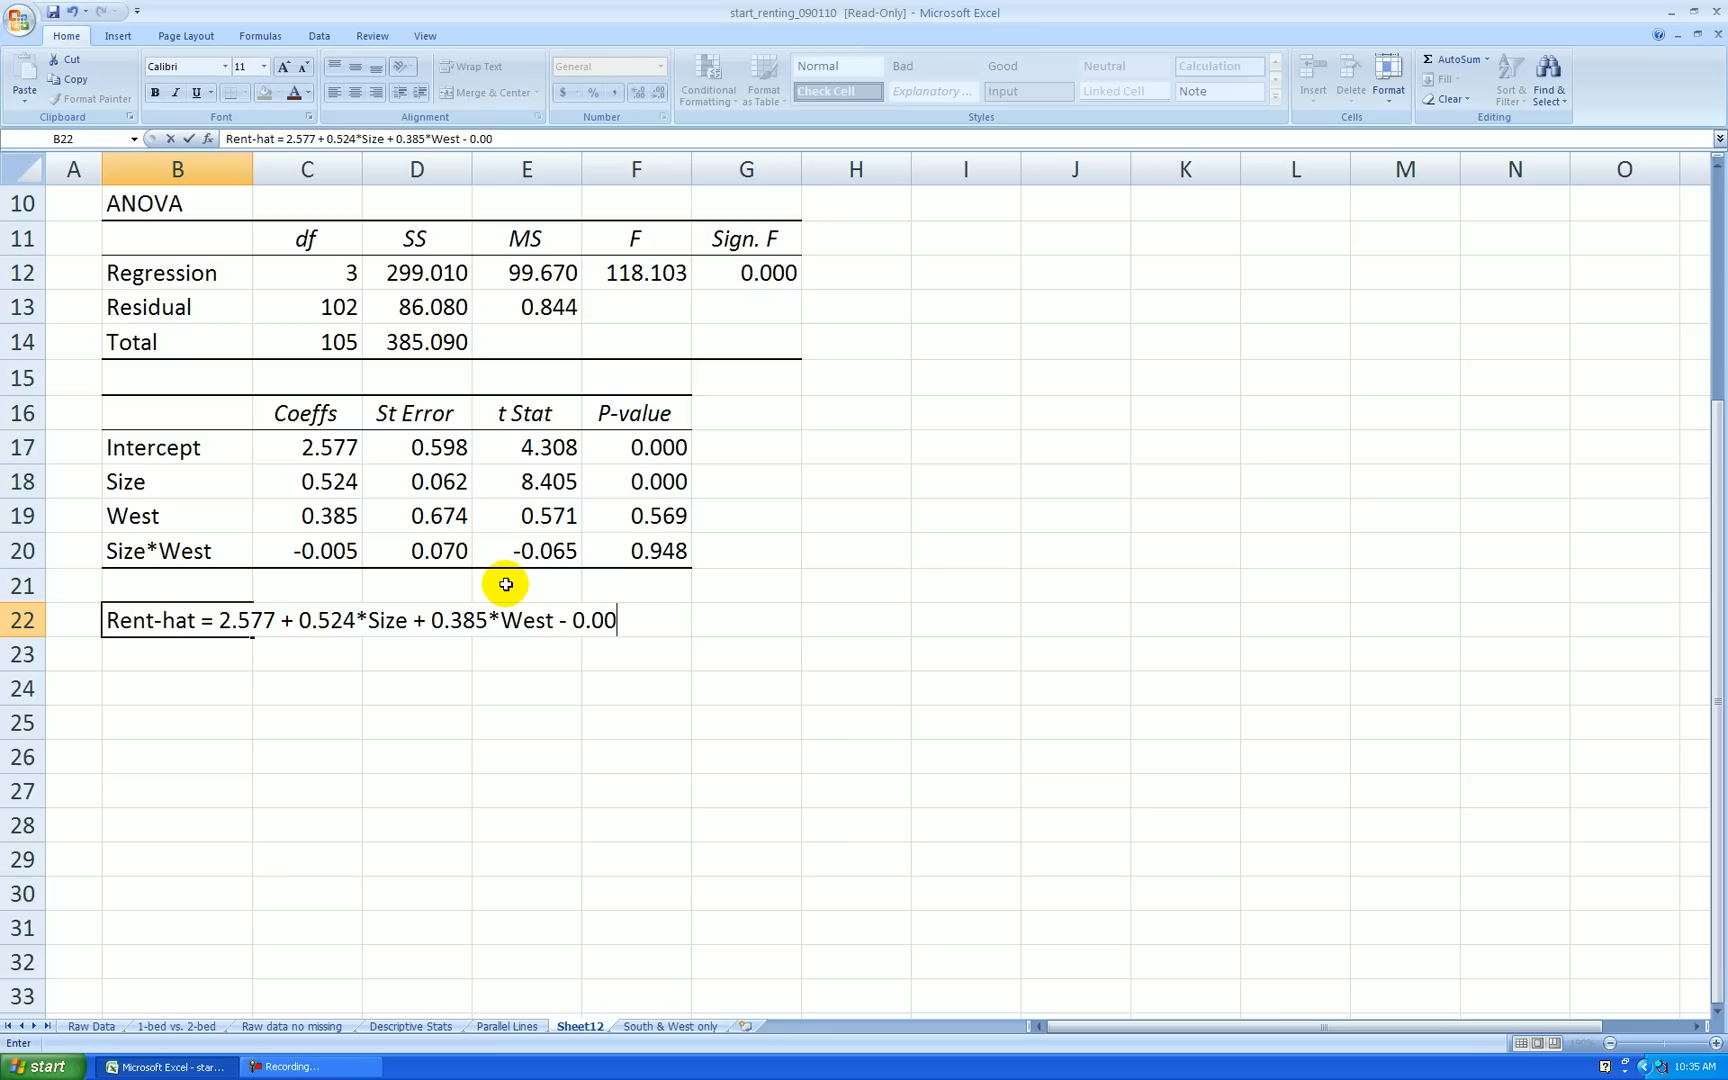 start_renting_090110 [Read-Only] - Microsoft Excel
Home Insert Page Layout Formulas Data Review View
Paste Cut Copy Format Painter Clipboard
Calibri 11 B I U Font
Wrap Text Merge & Center Alignment
General $ % , Number
Conditional Formatting Format as Table Normal Bad Good Neutral Calculation
Check Cell Explanatory ... Input Linked Cell Note Styles
Insert Delete Format Cells
AutoSum Fill Clear Sort & Filter Find & Select Editing
B22 fx Rent-hat = 2.577 + 0.524*Size + 0.385*West - 0.00
A B C D E F G H I J K L M N O
10 ANOVA
11 df SS MS F Sign. F
12 Regression 3 299.010 99.670 118.103 0.000
13 Residual 102 86.080 0.844
14 Total 105 385.090
15
16 Coeffs St Error t Stat P-value
17 Intercept 2.577 0.598 4.308 0.000
18 Size 0.524 0.062 8.405 0.000
19 West 0.385 0.674 0.571 0.569
20 Size*West -0.005 0.070 -0.065 0.948
21
22 Rent-hat = 2.577 + 0.524*Size + 0.385*West - 0.00
23
24
25
26
27
28
29
30
31
32
33
Raw Data 1-bed vs. 2-bed Raw data no missing Descriptive Stats Parallel Lines Sheet12 South & West only
Enter
start Microsoft Excel - star... Recording... 10:35 AM